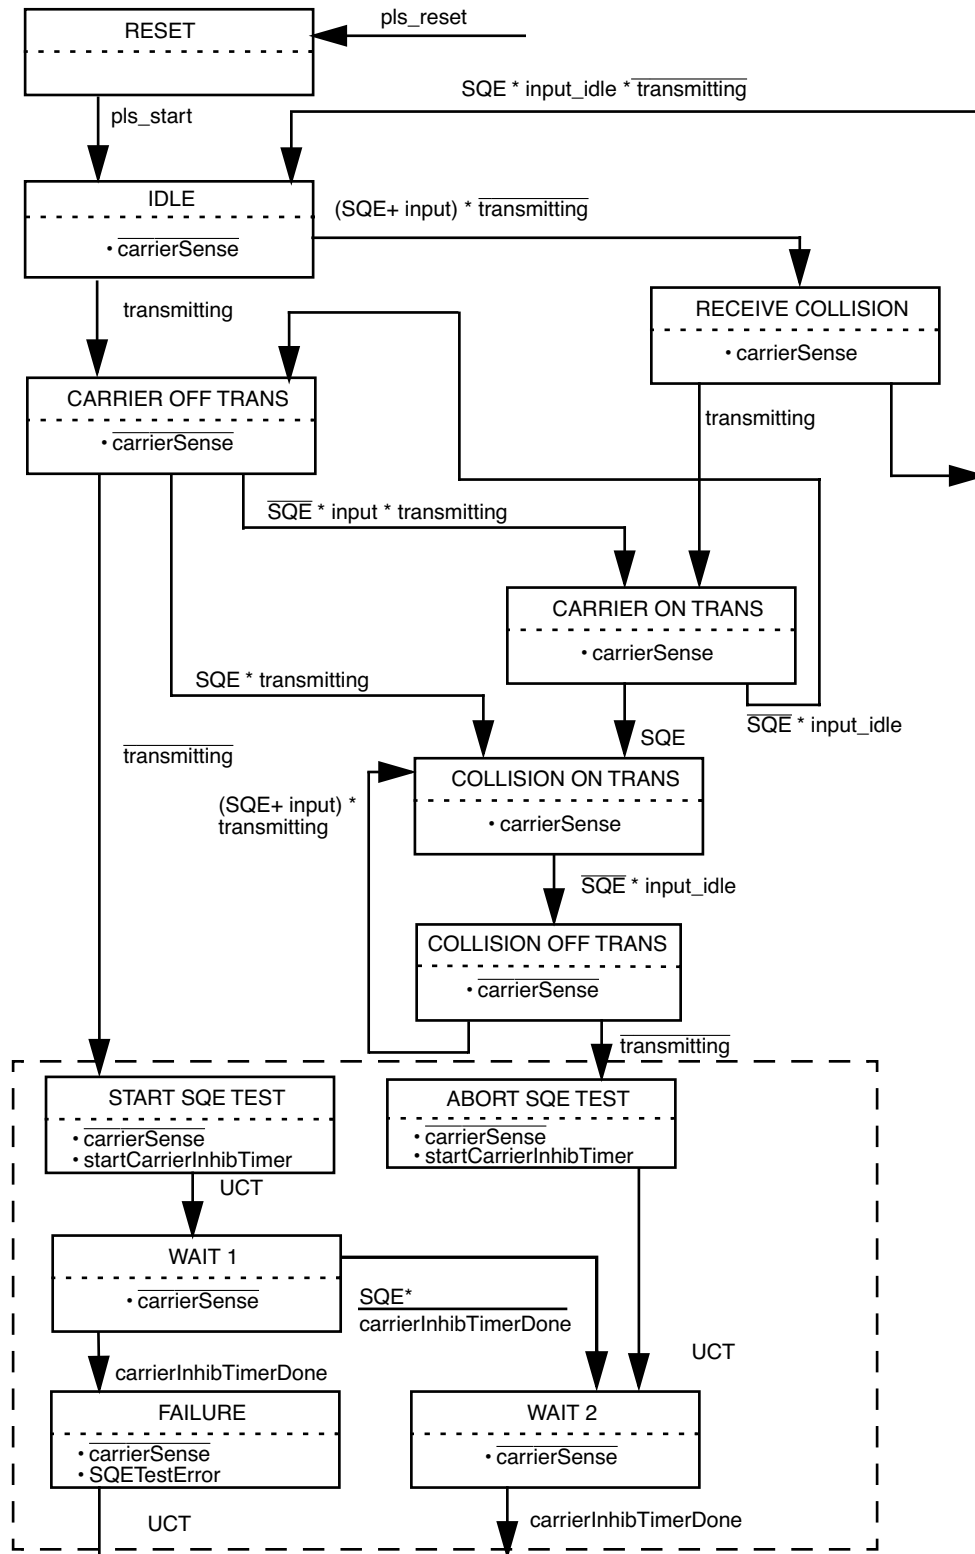 RESET
pls_reset
pls_start
SQE * input_idle * transmitting
IDLE
• carrierSense
(SQE+ input) * transmitting
transmitting
RECEIVE COLLISION
• carrierSense
CARRIER OFF TRANS
• carrierSense
transmitting
SQE * input * transmitting
CARRIER ON TRANS
• carrierSense
SQE * transmitting
SQE * input_idle
SQE
transmitting
COLLISION ON TRANS
• carrierSense
(SQE+ input) *
transmitting
SQE * input_idle
COLLISION OFF TRANS
• carrierSense
transmitting
START SQE TEST
• carrierSense
• startCarrierInhibTimer
ABORT SQE TEST
• carrierSense
• startCarrierInhibTimer
UCT
WAIT 1
• carrierSense
SQE*
carrierInhibTimerDone
UCT
carrierInhibTimerDone
FAILURE
• carrierSense
• SQETestError
WAIT 2
• carrierSense
UCT
carrierInhibTimerDone